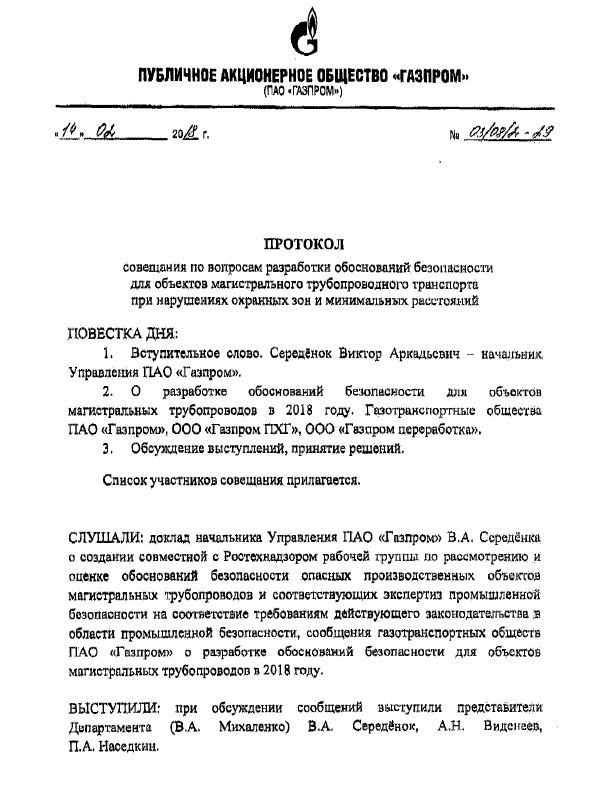 ПУБЛИЧНОЕ АКЦИОНЕРНОЕ ОБЩЕСТВО «ГАЗПРОМ»
(ПАО «ГАЗПРОМ»)
«14» 02 2018 г. № 03/08/2-29
ПРОТОКОЛ
совещания по вопросам разработки обоснований безопасности
для объектов магистрального трубопроводного транспорта
при нарушениях охранных зон и минимальных расстояний
ПОВЕСТКА ДНЯ:
1. Вступительное слово. Середёнок Виктор Аркадьевич – начальник
Управления ПАО «Газпром».
2. О разработке обоснований безопасности для объектов
магистральных трубопроводов в 2018 году. Газотранспортные общества
ПАО «Газпром», ООО «Газпром ПХГ», ООО «Газпром переработка».
3. Обсуждение выступлений, принятие решений.
Список участников совещания прилагается.
СЛУШАЛИ: доклад начальника Управления ПАО «Газпром» В.А. Середёнка
о создании совместной с Ростехнадзором рабочей группы по рассмотрению и
оценке обоснований безопасности опасных производственных объектов
магистральных трубопроводов и соответствующих экспертиз промышленной
безопасности на соответствие требованиям действующего законодательства в
области промышленной безопасности, сообщения газотранспортных обществ
ПАО «Газпром» о разработке обоснований безопасности для объектов
магистральных трубопроводов в 2018 году.
ВЫСТУПИЛИ: при обсуждении сообщений выступили представители
Департамента (В.А. Михаленко) В.А. Середёнок, А.Н. Виденеев,
П.А. Наседкин.